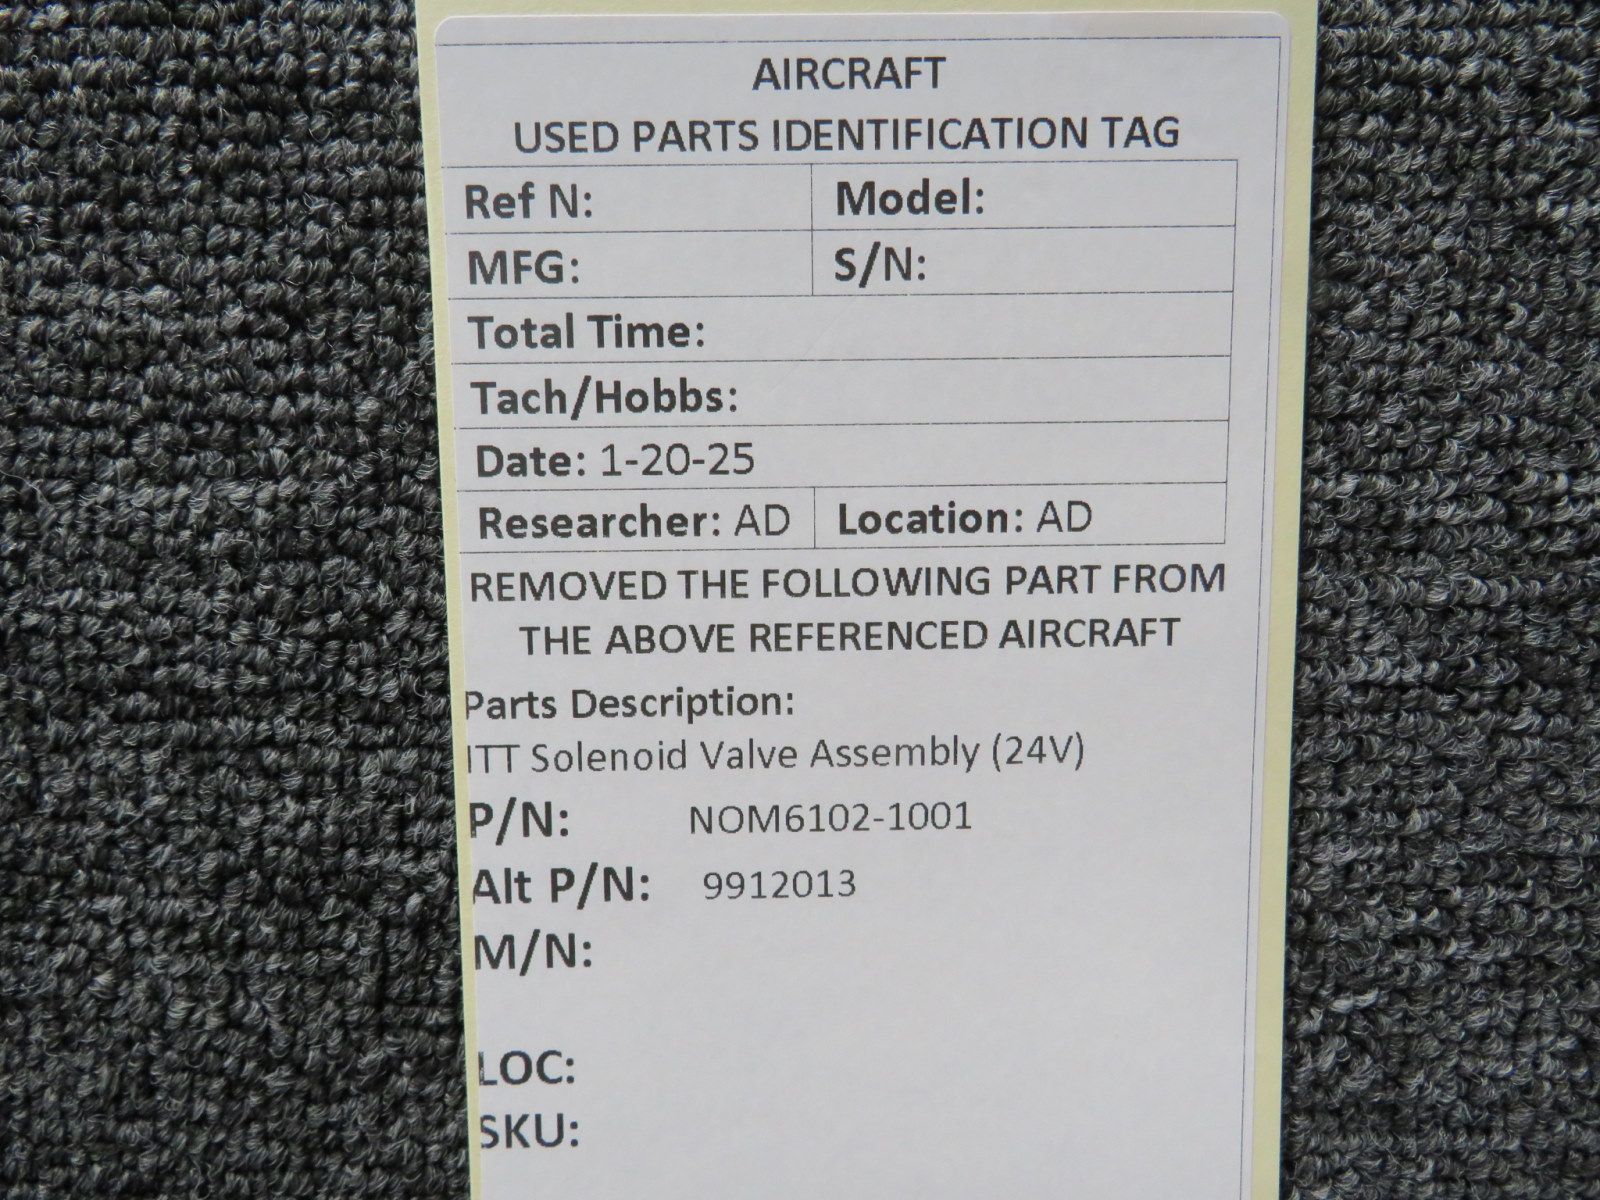 AIRCRAFT
USED PARTS IDENTIFICATION TAG
Ref N: Model:
MFG: S/N:
Total Time:
Tach/Hobbs:
Date: 1-20-25
Researcher: AD Location: AD
REMOVED THE FOLLOWING PART FROM
THE ABOVE REFERENCED AIRCRAFT
Parts Description:
ITT Solenoid Valve Assembly (24V)
P/N: NOM6102-1001
Alt P/N: 9912013
M/N:
LOC:
SKU: